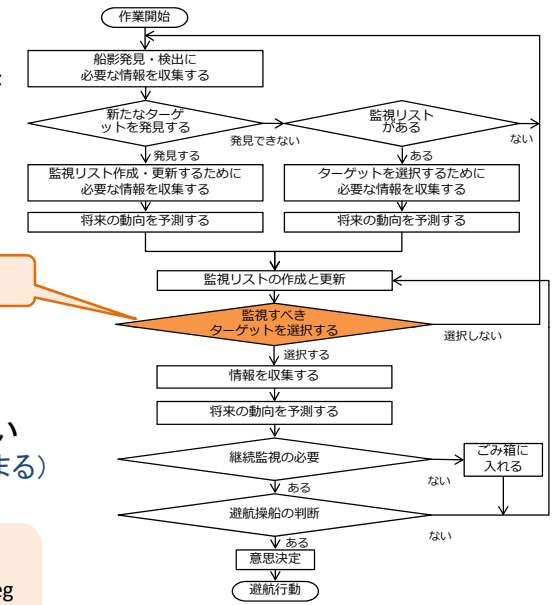 作業開始
船影発見・検出に
必要な情報を収集する
新たなターゲ
ットを発見する
発見できない
監視リスト
がある
ない
発見する
ある
監視リスト作成・更新するために
必要な情報を収集する
ターゲットを選択するために
必要な情報を収集する
将来の動向を予測する
将来の動向を予測する
監視リストの作成と更新
監視すべき
ターゲットを選択する
選択しない
選択する
情報を収集する
将来の動向を予測する
い
まる）
継続監視の必要
ない
ごみ箱に
入れる
ある
避航操船の判断
ない
ある
意思決定
eg
避航行動